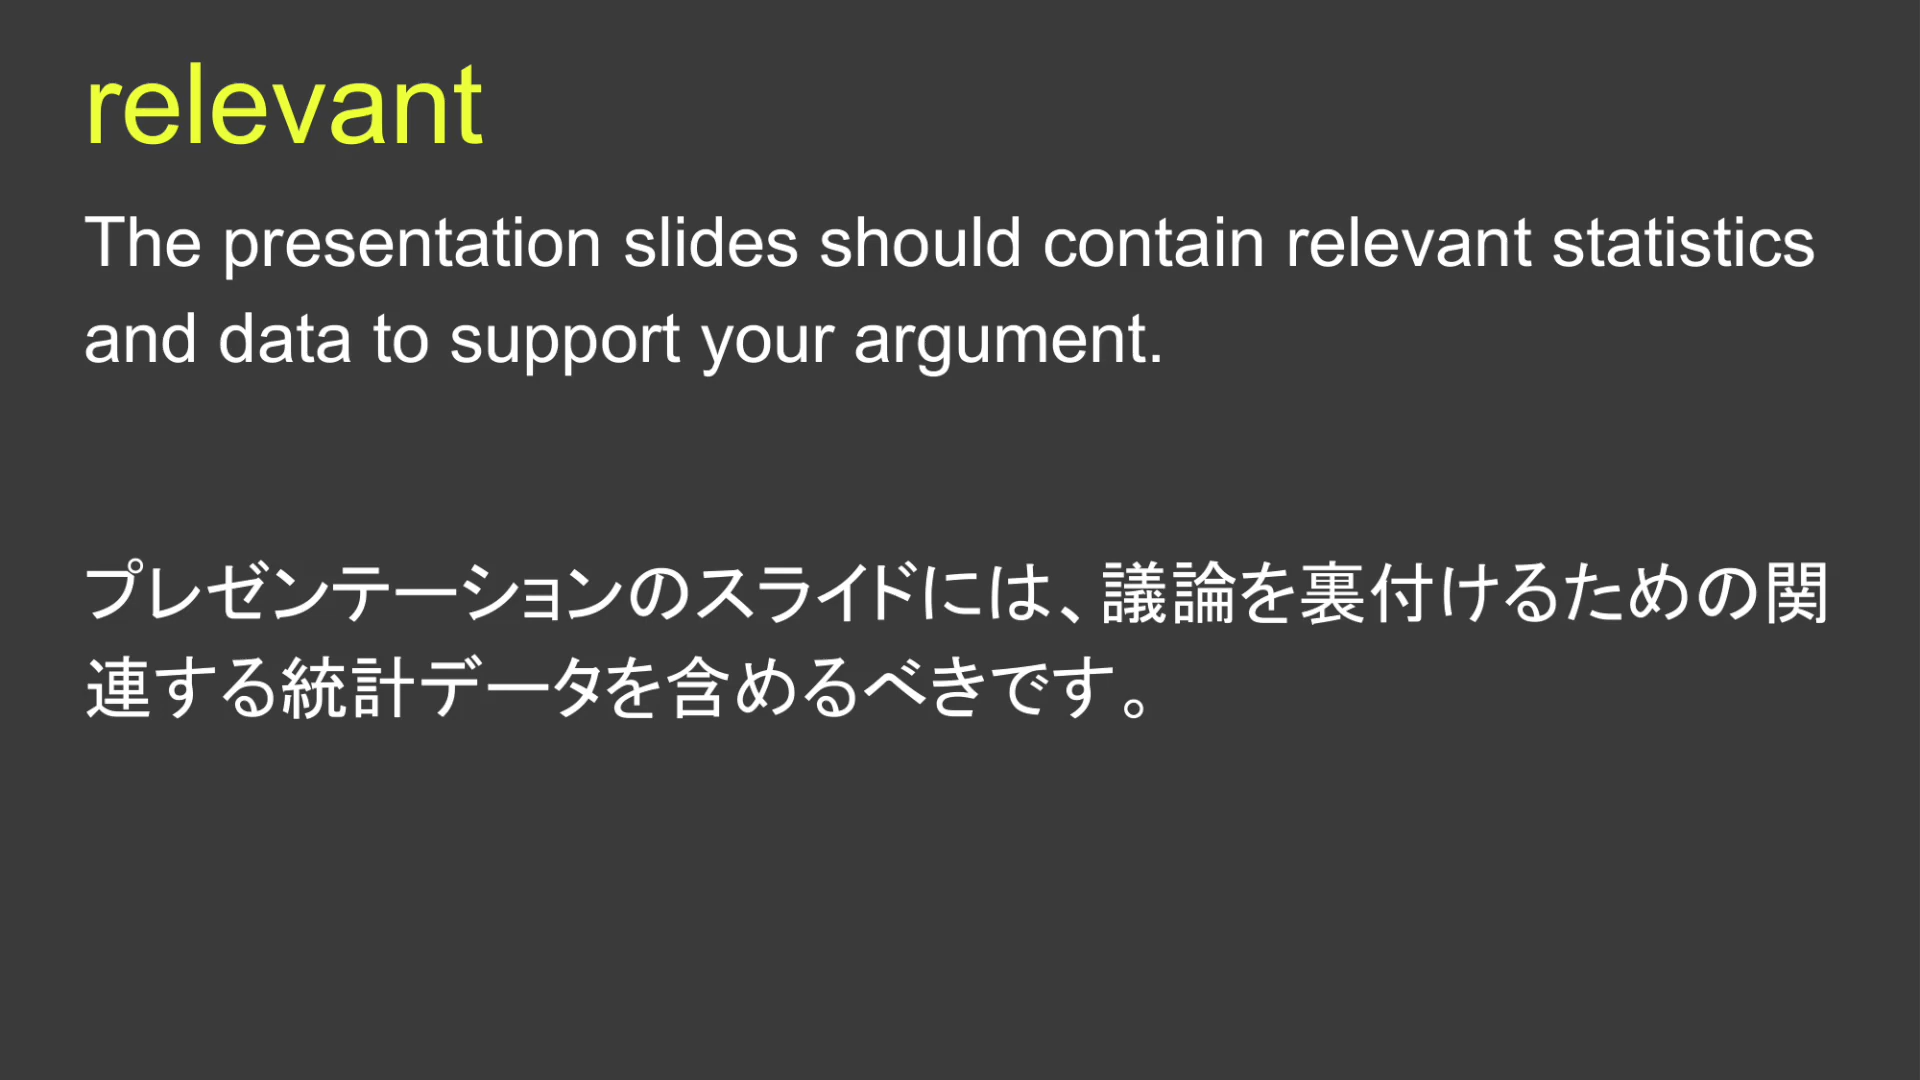 relevant
The presentation slides should contain relevant statistics
and data to support your argument.
プレゼンテーションのスライドには、議論を裏付けるための関
連する統計データを含めるべきです。